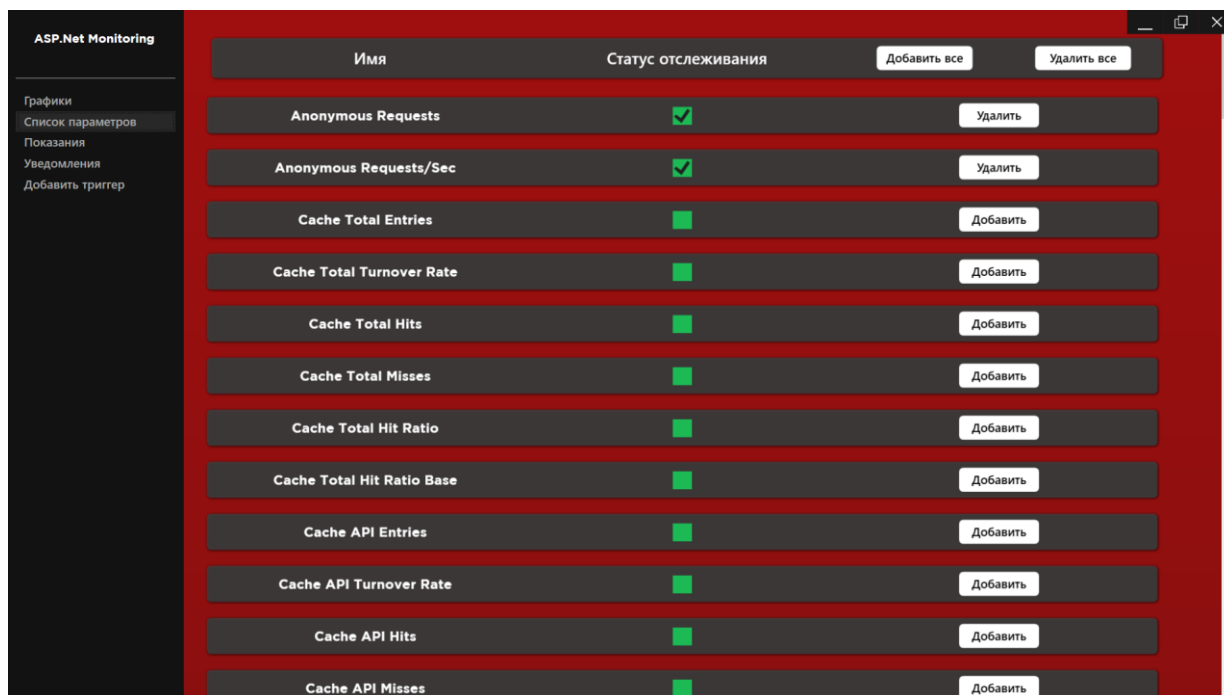 ASP.Net Monitoring
Графики
Список параметров
Показания
Уведомления
Добавить триггер
Имя Статус отслеживания Добавить все Удалить все
Anonymous Requests Удалить
Anonymous Requests/Sec Удалить
Cache Total Entries Добавить
Cache Total Turnover Rate Добавить
Cache Total Hits Добавить
Cache Total Misses Добавить
Cache Total Hit Ratio Добавить
Cache Total Hit Ratio Base Добавить
Cache API Entries Добавить
Cache API Turnover Rate Добавить
Cache API Hits Добавить
Cache API Misses Добавить